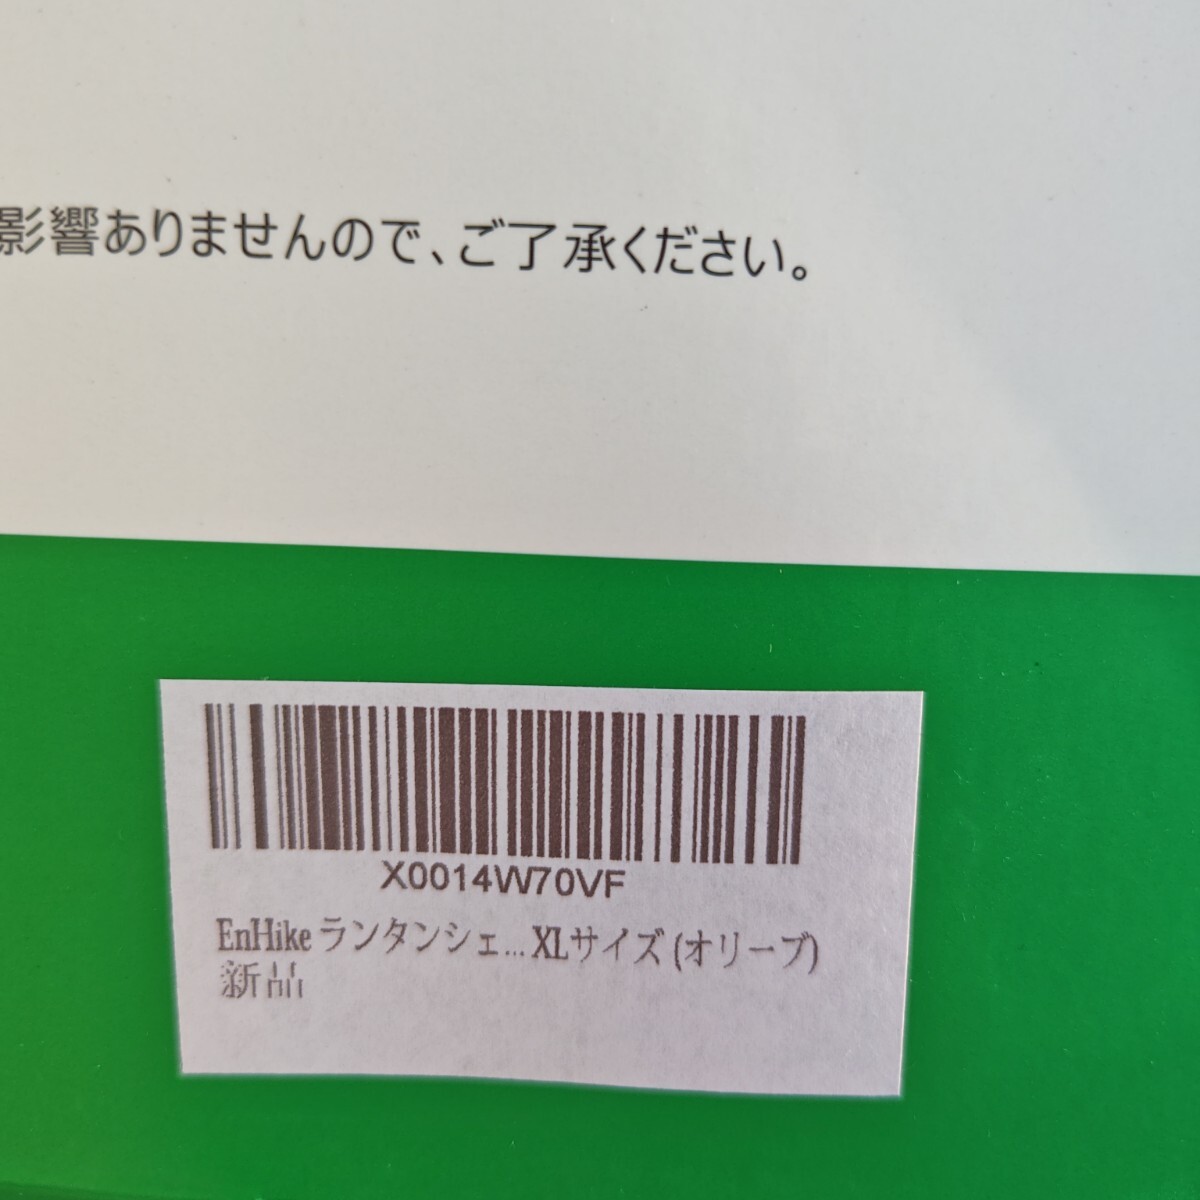 影響ありませんので、ご了承ください。
X0014W70VF
EnHike ランタンシェ... XLサイズ (オリーブ)
新品